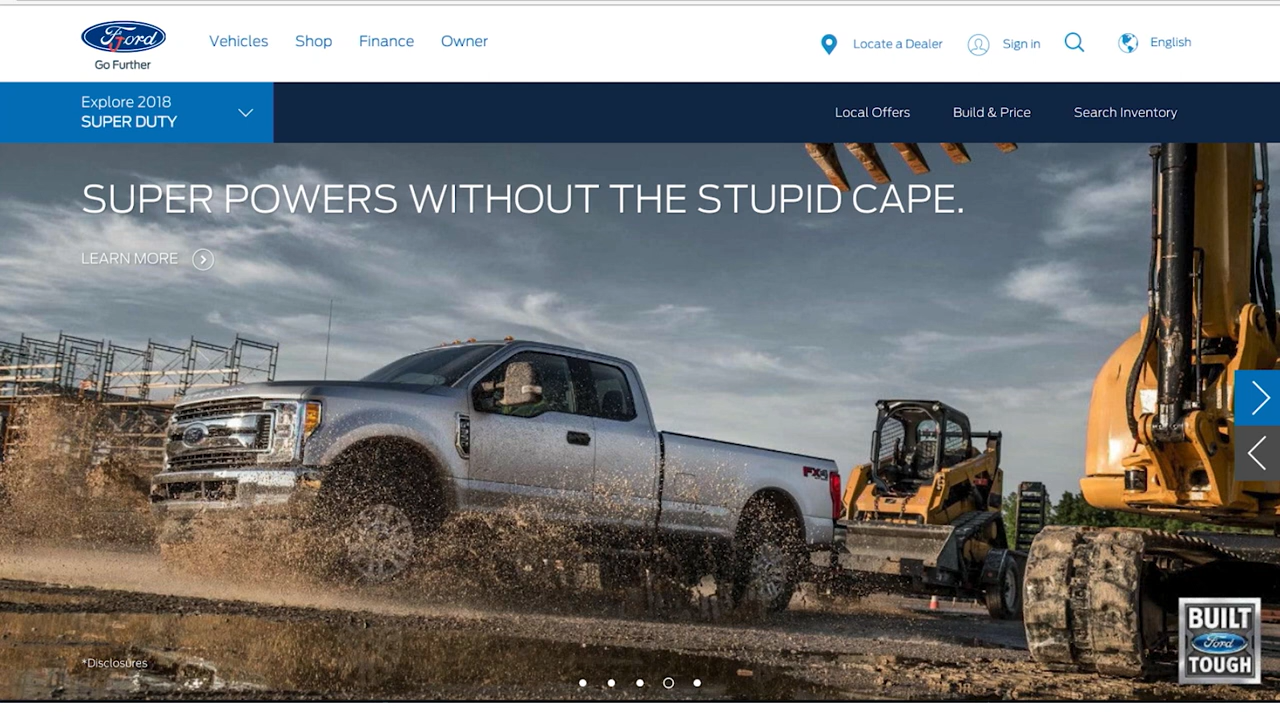 Ford
Go Further
Vehicles Shop Finance Owner
Locate a Dealer Sign in English
Explore 2018
SUPER DUTY
Local Offers Build & Price Search Inventory
SUPER POWERS WITHOUT THE STUPID CAPE.
LEARN MORE
FX4
BUILT
Ford
TOUGH
*Disclosures